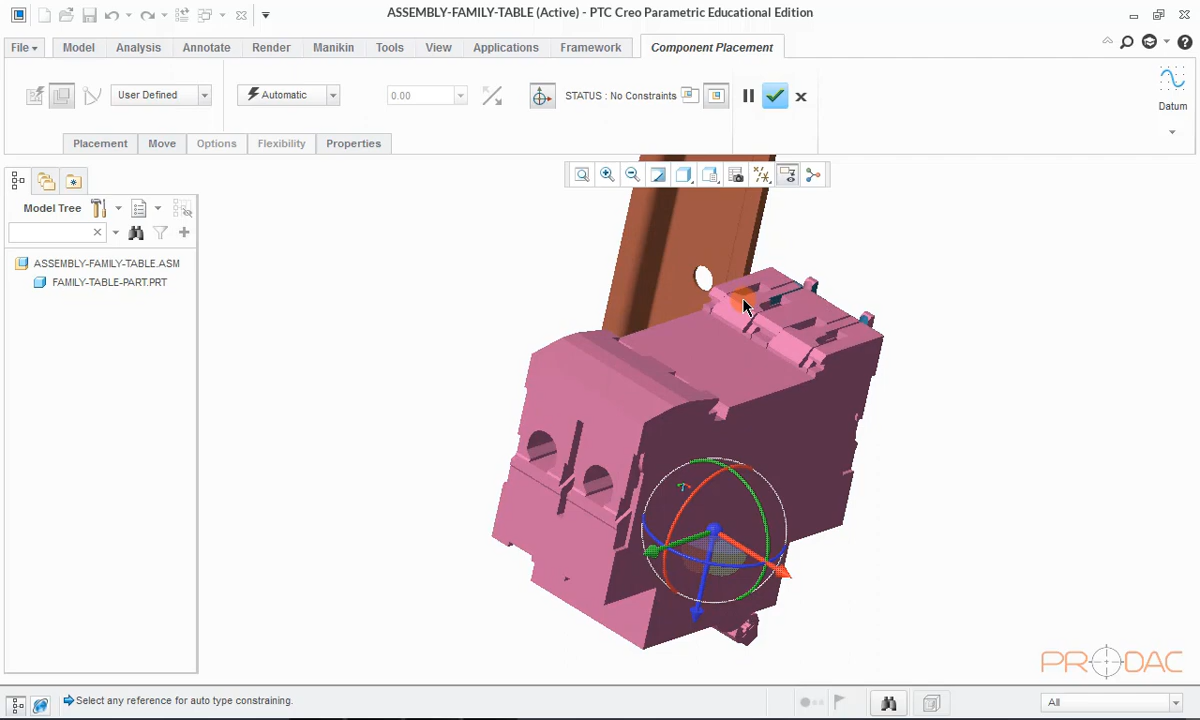 ASSEMBLY-FAMILY-TABLE (Active) - PTC Creo Parametric Educational Edition
File Model Analysis Annotate Render Manikin Tools View Applications Framework Component Placement
User Defined Automatic 0.00 STATUS : No Constraints
Datum
Placement Move Options Flexibility Properties
Model Tree
ASSEMBLY-FAMILY-TABLE.ASM
FAMILY-TABLE-PART.PRT
PRODAC
Select any reference for auto type constraining.
All